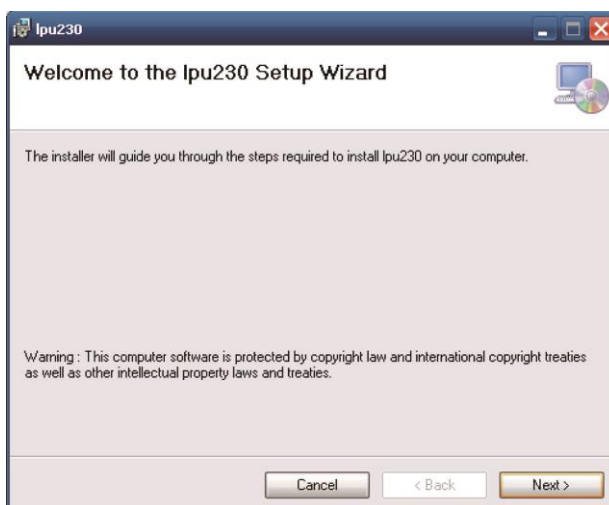 lpu230
Welcome to the lpu230 Setup Wizard
The installer will guide you through the steps required to install lpu230 on your computer.
Warning : This computer software is protected by copyright law and international copyright treaties
as well as other intellectual property laws and treaties.
Cancel
< Back
Next >